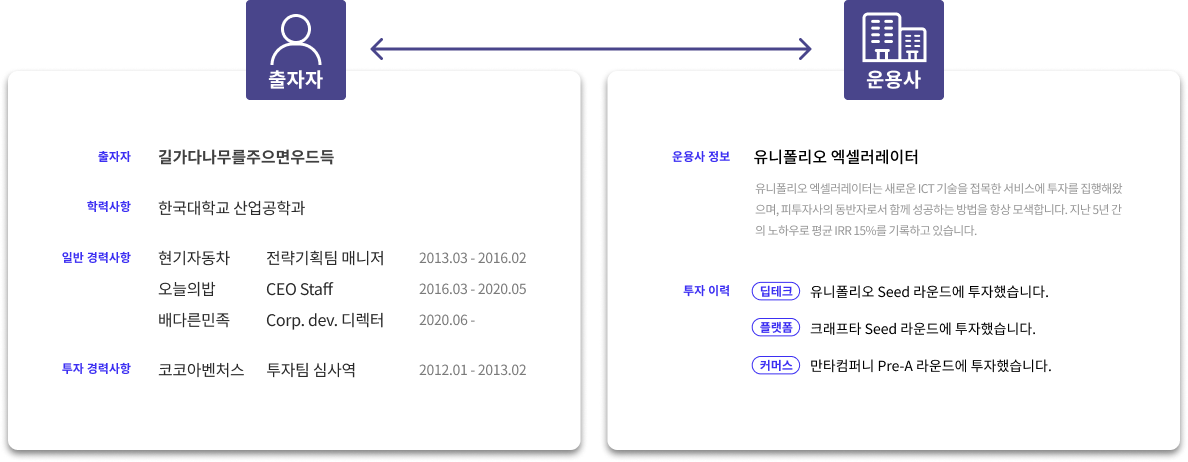 출자자
운용사
출자자 길가다나무를주으면우드득
학력사항 한국대학교 산업공학과
일반 경력사항 현기자동차 전략기획팀 매니저 2013.03 - 2016.02
오늘의밥 CEO Staff 2016.03 - 2020.05
배다른민족 Corp. dev. 디렉터 2020.06 -
투자 경력사항 코코아벤처스 투자팀 심사역 2012.01 - 2013.02
운용사 정보 유니폴리오 엑셀러레이터
유니폴리오 엑셀러레이터는 새로운 ICT 기술을 접목한 서비스에 투자를 집행해왔
으며, 피투자사의 동반자로서 함께 성공하는 방법을 항상 모색합니다. 지난 5년 간
의 노하우로 평균 IRR 15%를 기록하고 있습니다.
투자 이력 딥테크 유니폴리오 Seed 라운드에 투자했습니다.
플랫폼 크래프타 Seed 라운드에 투자했습니다.
커머스 만타컴퍼니 Pre-A 라운드에 투자했습니다.